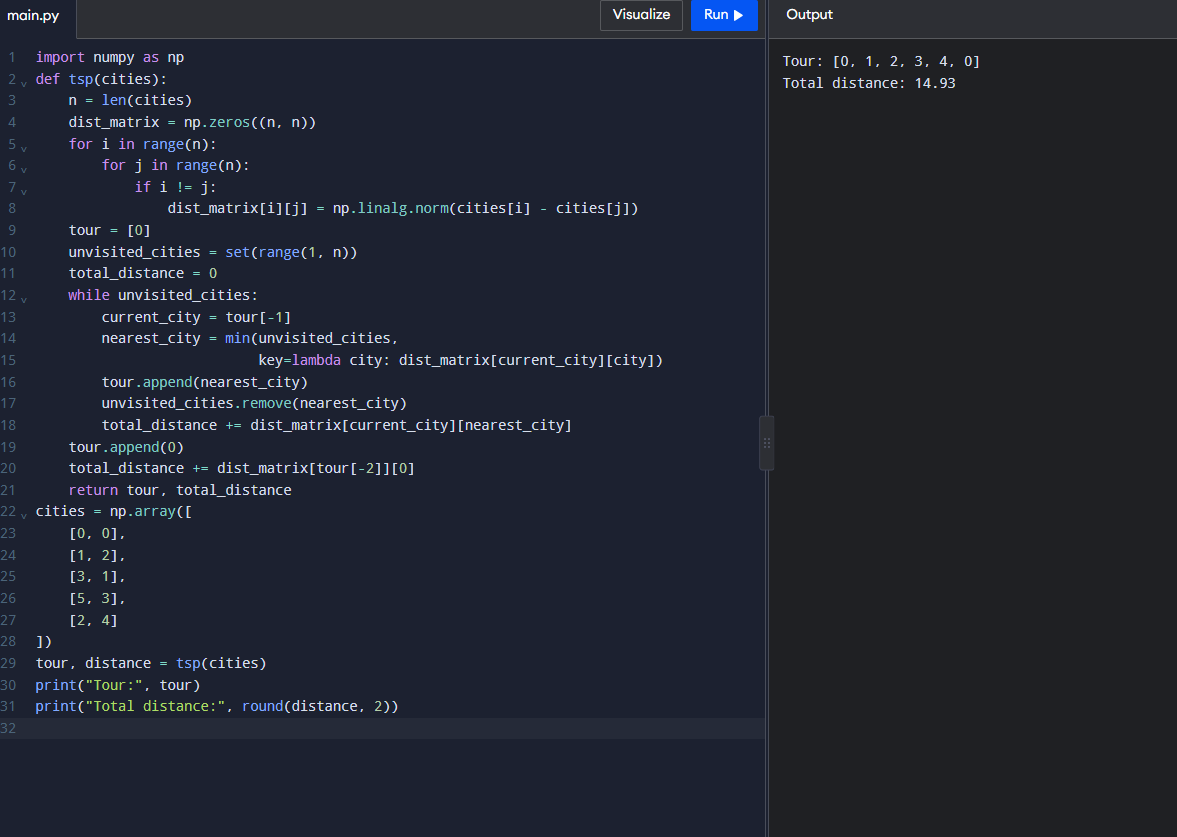 main.py
Visualize
Run
Output
1 import numpy as np
2 def tsp(cities):
3     n = len(cities)
4     dist_matrix = np.zeros((n, n))
5     for i in range(n):
6         for j in range(n):
7             if i != j:
8                 dist_matrix[i][j] = np.linalg.norm(cities[i] - cities[j])
9     tour = [0]
10     unvisited_cities = set(range(1, n))
11     total_distance = 0
12     while unvisited_cities:
13         current_city = tour[-1]
14         nearest_city = min(unvisited_cities,
15                            key=lambda city: dist_matrix[current_city][city])
16         tour.append(nearest_city)
17         unvisited_cities.remove(nearest_city)
18         total_distance += dist_matrix[current_city][nearest_city]
19     tour.append(0)
20     total_distance += dist_matrix[tour[-2]][0]
21     return tour, total_distance
22 cities = np.array([
23     [0, 0],
24     [1, 2],
25     [3, 1],
26     [5, 3],
27     [2, 4]
28 ])
29 tour, distance = tsp(cities)
30 print("Tour:", tour)
31 print("Total distance:", round(distance, 2))
32
Tour: [0, 1, 2, 3, 4, 0]
Total distance: 14.93